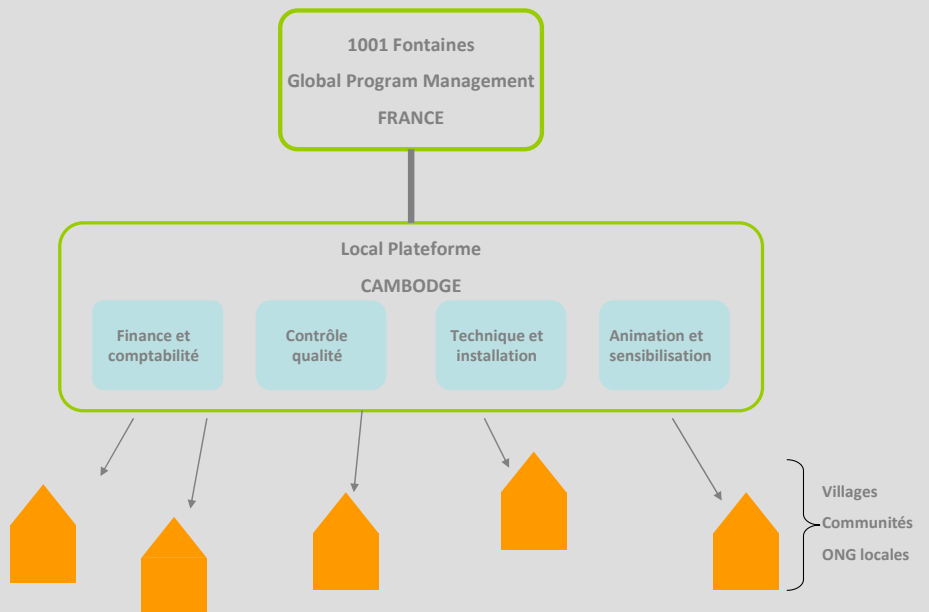 1001 Fontaines
Global Program Management
FRANCE
Local Plateforme
CAMBODGE
Finance et
comptabilité
Contrôle
qualité
Technique et
installation
Animation et
sensibilisation
Villages
Communités
ONG locales